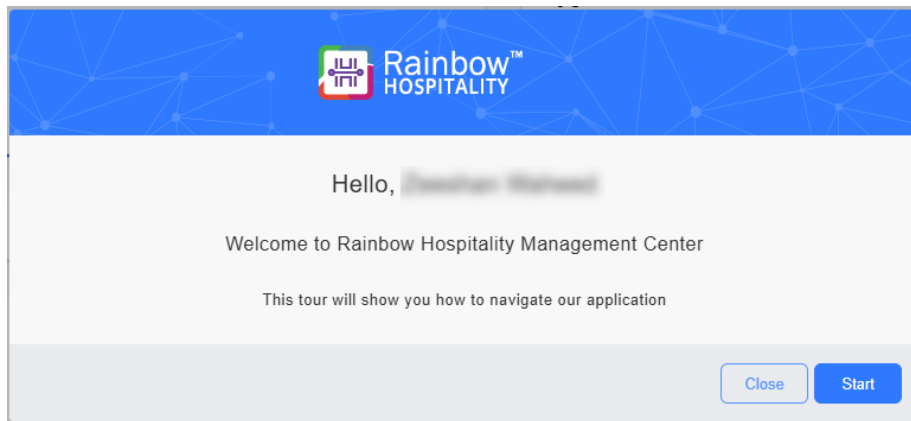 Rainbow™
HOSPITALITY
Hello,
Welcome to Rainbow Hospitality Management Center
This tour will show you how to navigate our application
Close
Start